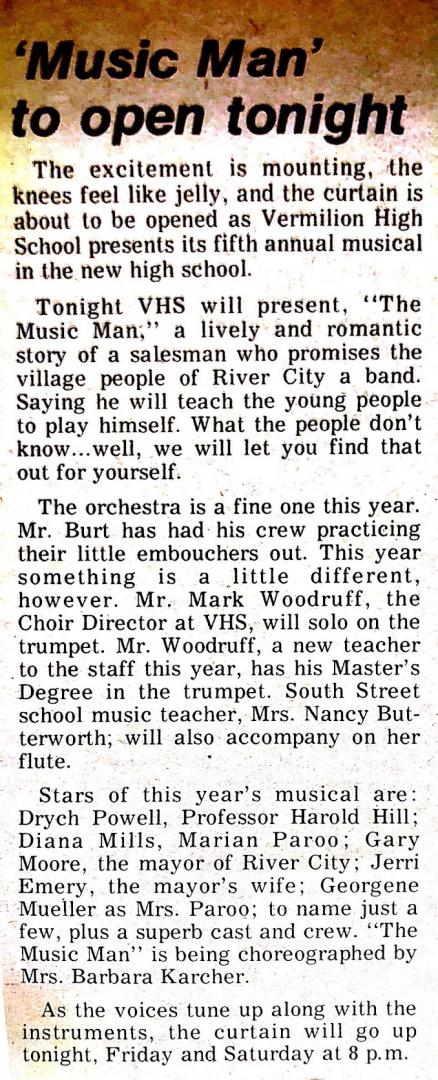 'Music Man'
to open tonight
The excitement is mounting, the
knees feel like jelly, and the curtain is
about to be opened as Vermilion High
School presents its fifth annual musical
in the new high school.
Tonight VHS will present, "The
Music Man," a lively and romantic
story of a salesman who promises the
village people of River City a band.
Saying he will teach the young people
to play himself. What the people don't
know...well, we will let you find that
out for yourself.
The orchestra is a fine one this year.
Mr. Burt has had his crew practicing
their little embouchers out. This year
something is a little different,
however. Mr. Mark Woodruff, the
Choir Director at VHS, will solo on the
trumpet. Mr. Woodruff, a new teacher
to the staff this year, has his Master's
Degree in the trumpet. South Street
school music teacher, Mrs. Nancy But-
terworth; will also accompany on her
flute.
Stars of this year's musical are:
Drych Powell, Professor Harold Hill;
Diana Mills, Marian Paroo; Gary
Moore, the mayor of River City; Jerri
Emery, the mayor's wife; Georgene
Mueller as Mrs. Paroo; to name just a
few, plus a superb cast and crew. "The
Music Man" is being choreographed by
Mrs. Barbara Karcher.
As the voices tune up along with the
instruments, the curtain will go up
tonight, Friday and Saturday at 8 p.m.